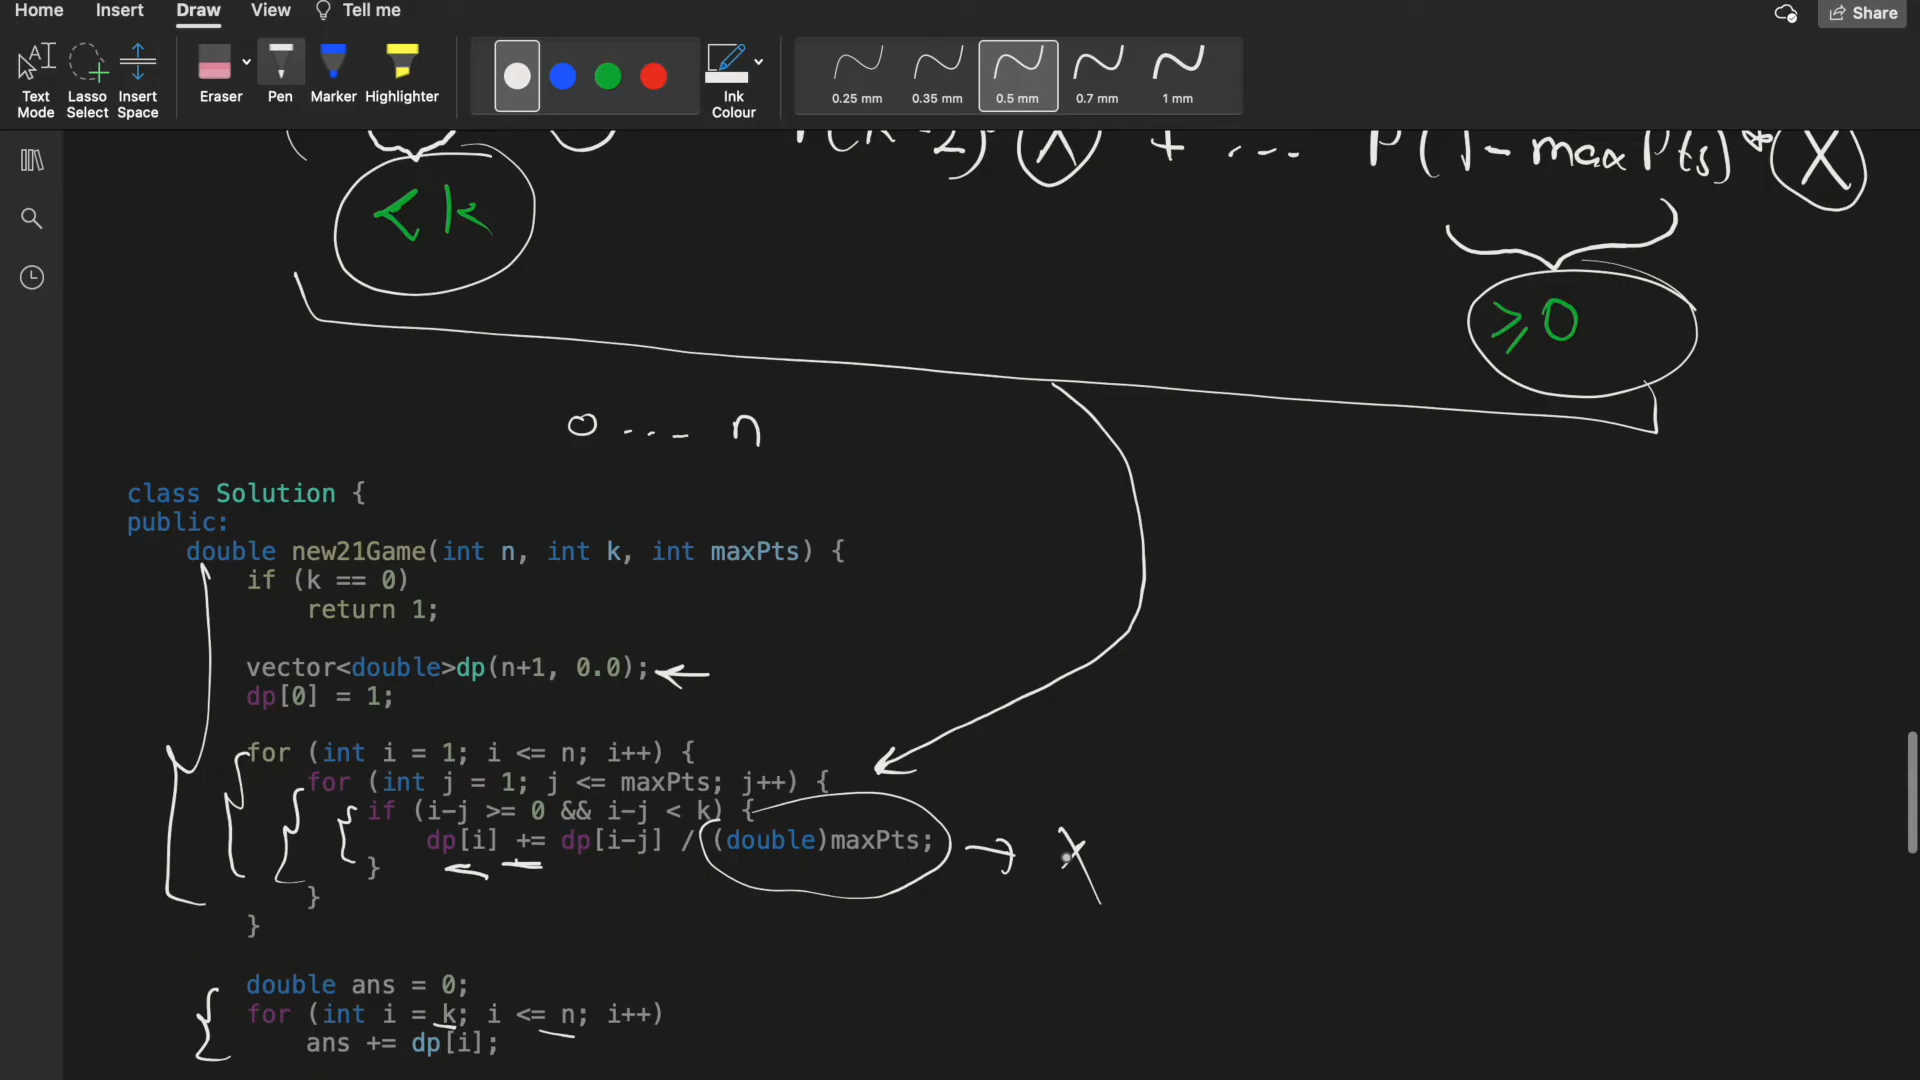 Home Insert Draw View Tell me Share
Text Mode Lasso Select Insert Space Eraser Pen Marker Highlighter Ink Colour 0.25 mm 0.35 mm 0.5 mm 0.7 mm 1 mm
(k-2) * X + ... P(J - maxPts) * X
< k
≥ 0
0 ... n
class Solution {
public:
double new21Game(int n, int k, int maxPts) {
if (k == 0)
return 1;
vector<double>dp(n+1, 0.0);
dp[0] = 1;
for (int i = 1; i <= n; i++) {
for (int j = 1; j <= maxPts; j++) {
if (i-j >= 0 && i-j < k) {
dp[i] += dp[i-j] / (double)maxPts;
}
}
}
double ans = 0;
for (int i = k; i <= n; i++)
ans += dp[i];